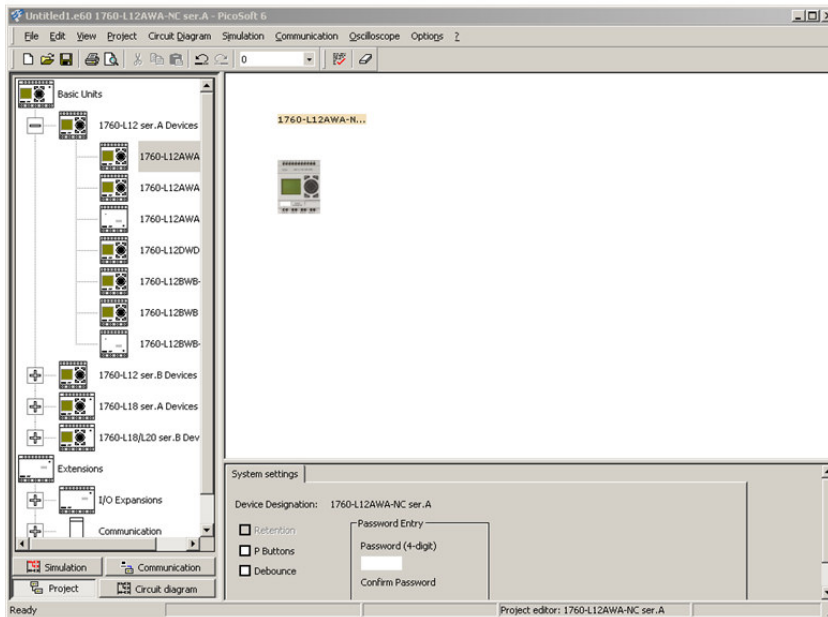 Untitled1.e60 1760-L12AWA-NC ser.A - PicoSoft 6
File Edit View Project Circuit Diagram Simulation Communication Oscilloscope Options ?
0
Basic Units
1760-L12 ser.A Devices
1760-L12AWA
1760-L12AWA
1760-L12AWA
1760-L12DWD
1760-L12BWB-
1760-L12BWB
1760-L12BWB-
1760-L12 ser.B Devices
1760-L18 ser.A Devices
1760-L18/L20 ser.B Dev
Extensions
I/O Expansions
Communication
Simulation Communication
Project Circuit diagram
1760-L12AWA-N...
System settings
Device Designation: 1760-L12AWA-NC ser.A
Retention
P Buttons
Debounce
Password Entry
Password (4-digit)
Confirm Password
Ready
Project editor: 1760-L12AWA-NC ser.A